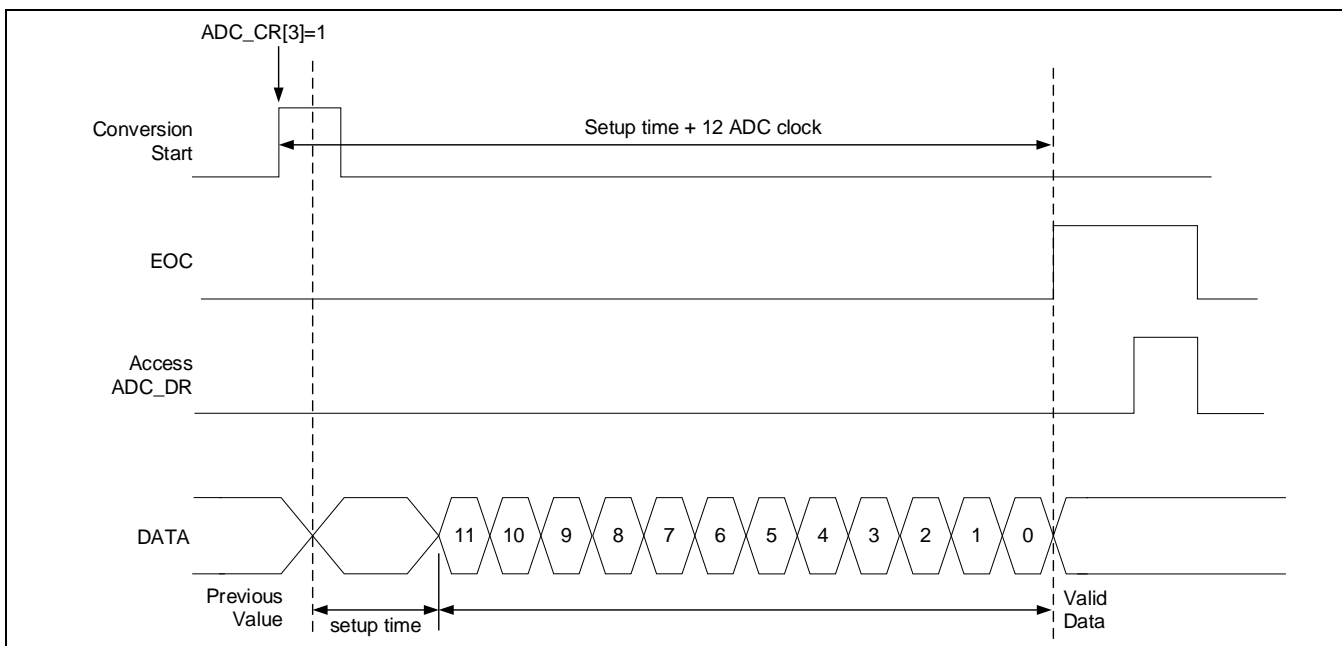 ADC_CR[3]=1
Conversion
Start
Setup time + 12 ADC clock
EOC
Access
ADC_DR
DATA
11 10 9 8 7 6 5 4 3 2 1 0
Previous
Value
setup time
Valid
Data